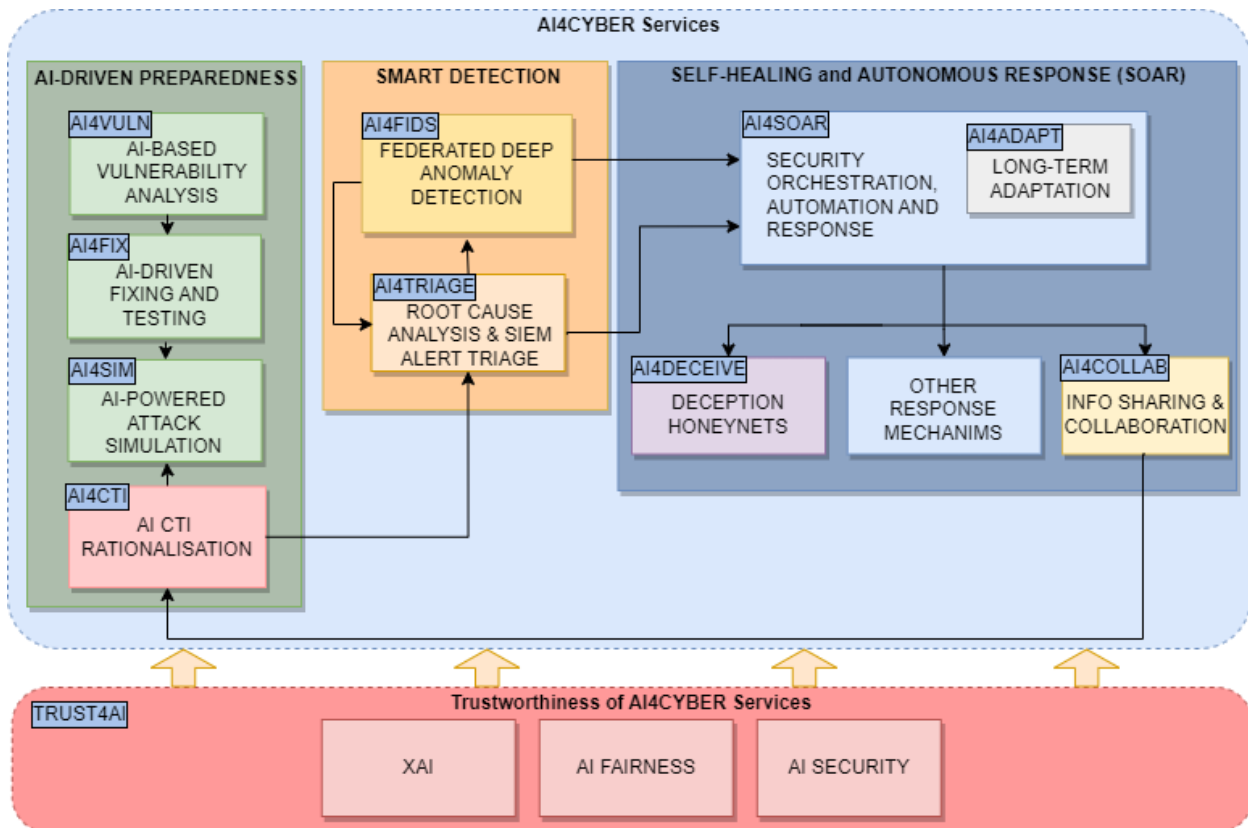 AI4CYBER Services
AI-DRIVEN PREPAREDNESS
AI4VULN
AI-BASED
VULNERABILITY
ANALYSIS
AI4FIX
AI-DRIVEN
FIXING AND
TESTING
AI4SIM
AI-POWERED
ATTACK
SIMULATION
AI4CTI
AI CTI
RATIONALISATION
SMART DETECTION
AI4FIDS
FEDERATED DEEP
ANOMALY
DETECTION
AI4TRIAGE
ROOT CAUSE
ANALYSIS & SIEM
ALERT TRIAGE
SELF-HEALING and AUTONOMOUS RESPONSE (SOAR)
AI4SOAR
SECURITY
ORCHESTRATION,
AUTOMATION AND
RESPONSE
AI4ADAPT
LONG-TERM
ADAPTATION
AI4DECEIVE
DECEPTION
HONEYNETS
OTHER
RESPONSE
MECHANIMS
AI4COLLAB
INFO SHARING &
COLLABORATION
Trustworthiness of AI4CYBER Services
TRUST4AI
XAI
AI FAIRNESS
AI SECURITY